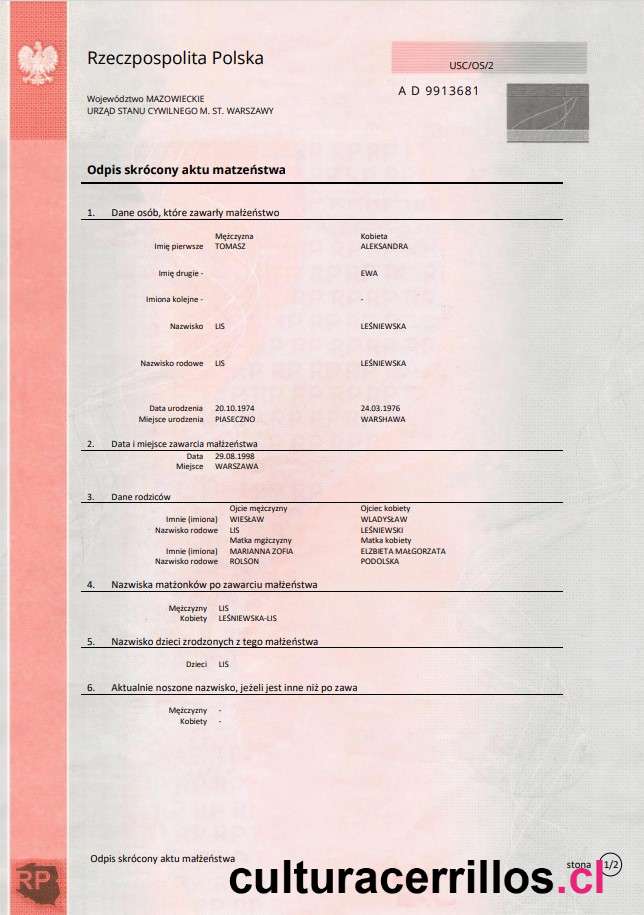 Rzeczpospolita Polska
USC/OS/2
A D 9913681
Województwo MAZOWIECKIE
URZĄD STANU CYWILNEGO M. ST. WARSZAWY
Odpis skrócony aktu matzeństwa
1. Dane osób, które zawarły małżeństwo
Mężczyzna Kobieta
Imię pierwsze TOMASZ ALEKSANDRA
Imię drugie - EWA
Imiona kolejne - -
Nazwisko LIS LEŚNIEWSKA
Nazwisko rodowe LIS LEŚNIEWSKA
Data urodzenia 20.10.1974 24.03.1976
Miejsce urodzenia PIASECZNO WARSHAWA
2. Data i miejsce zawarcia małżzeństwa
Data 29.08.1998
Miejsce WARSZAWA
3. Dane rodziców
Ojcie mężczyzny Ojciec kobiety
Imnie (imiona) WIESŁAW WLADYSŁAW
Nazwisko rodowe LIS LEŚNIEWSKI
Matka mgżczyzny Matka kobiety
Imnie (imiona) MARIANNA ZOFIA ELZBIETA MAŁGORZATA
Nazwisko rodowe ROLSON PODOLSKA
4. Nazwiska matżonków po zawarciu małżeństwa
Mężczyzny LIS
Kobiety LEŚNIEWSKA-LIS
5. Nazwisko dzieci zrodzonych z tego małżeństwa
Dzieci LIS
6. Aktualnie noszone nazwisko, jeżeli jest inne niż po zawa
Mężczyzny -
Kobiety -
Odpis skrócony aktu małżeństwa
stona 1/2
RP
culturacerrillos.cl